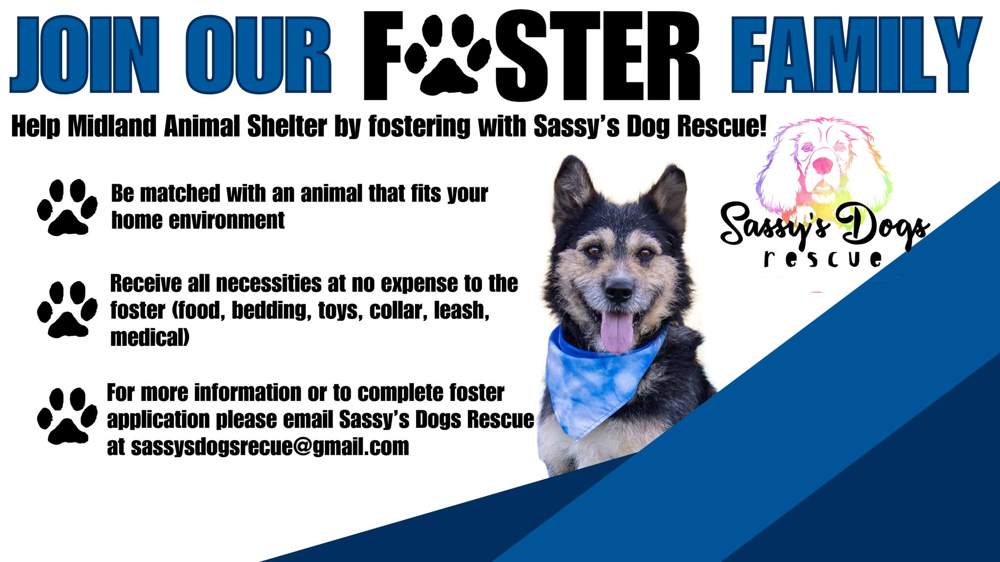 JOIN OUR FOSTER FAMILY
Help Midland Animal Shelter by fostering with Sassy's Dog Rescue!
Sassy's Dogs
rescue
Be matched with an animal that fits your
home environment
Receive all necessities at no expense to the
foster (food, bedding, toys, collar, leash,
medical)
For more information or to complete foster
application please email Sassy's Dogs Rescue
at sassysdogsrecue@gmail.com